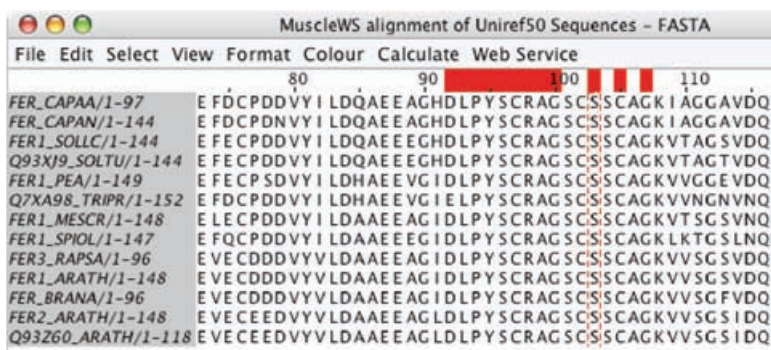 MuscleWS alignment of Uniref50 Sequences – FASTA
File Edit Select View Format Colour Calculate Web Service
80 90 100 110
FER_CAPAA/1-97 EFDCPDDVYILDQAEEAGHDLPYSCRAGSCSSCAGKIAGGAVDQ
FER_CAPAN/1-144 EFDCPDNVYILDQAEEAGHDLPYSCRAGSCSSCAGKIAGGAVDQ
FER1_SOLLC/1-144 EFECPDDVYILDQAEEEGHDLPYSCRAGSCSSCAGKVTAGSVDQ
Q93XJ9_SOLTU/1-144 EFECPDDVYILDQAEEEGHDLPYSCRAGSCSSCAGKVTAGTVDQ
FER1_PEA/1-149 EFECPSDVYILDHAEEVGIDLPYSCRAGSCSSCAGKVVGGEVDQ
Q7XA98_TRIPR/1-152 EFDCPDDVYILDHAEEVGIELPYSCRAGSCSSCAGKVVNGNVNQ
FER1_MESCR/1-148 ELECPDDVYILDAAEEAGIDLPYSCRAGSCSSCAGKVTSGSVNQ
FER1_SPIOL/1-147 EFQCPDDVYILDAAEEEGIDLPYSCRAGSCSSCAGKLKTGSLNQ
FER3_RAPSA/1-96 EVECDDDVYVLDAAEEAGIDLPYSCRAGSCSSCAGKVVSGSVDQ
FER1_ARATH/1-148 EVECDDDVYVLDAAEEAGIDLPYSCRAGSCSSCAGKVVSGSVDQ
FER_BRANA/1-96 EVECDDDVYVLDAAEEAGIDLPYSCRAGSCSSCAGKVVSGFVDQ
FER2_ARATH/1-148 EVECEEDVYVLDAAEEAGLDLPYSCRAGSCSSCAGKVVSGSIDQ
Q93Z60_ARATH/1-118 EVECEEDVYVLDAAEEAGLDLPYSCRAGSCSSCAGKVVSGSIDQ